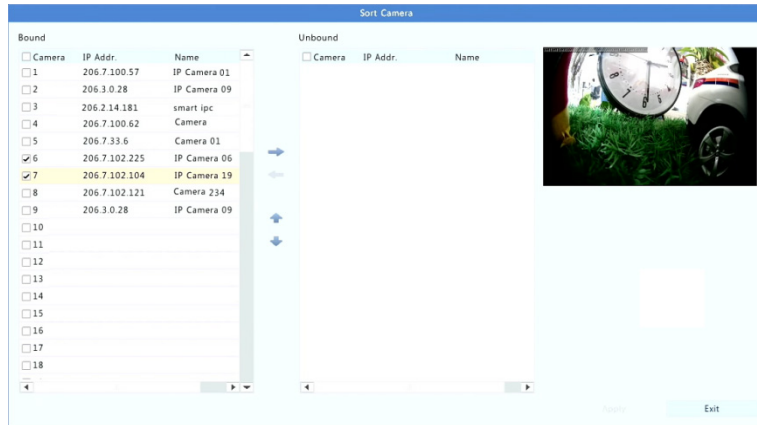 Sort Camera
Bound
Unbound
Camera IP Addr. Name
Camera IP Addr. Name
1 206.7.100.57 IP Camera 01
2 206.3.0.28 IP Camera 09
3 206.2.14.181 smart ipc
4 206.7.100.62 Camera
5 206.7.33.6 Camera 01
6 206.7.102.225 IP Camera 06
7 206.7.102.104 IP Camera 19
8 206.7.102.121 Camera 234
9 206.3.0.28 IP Camera 09
10
11
12
13
14
15
16
17
18
Apply Exit